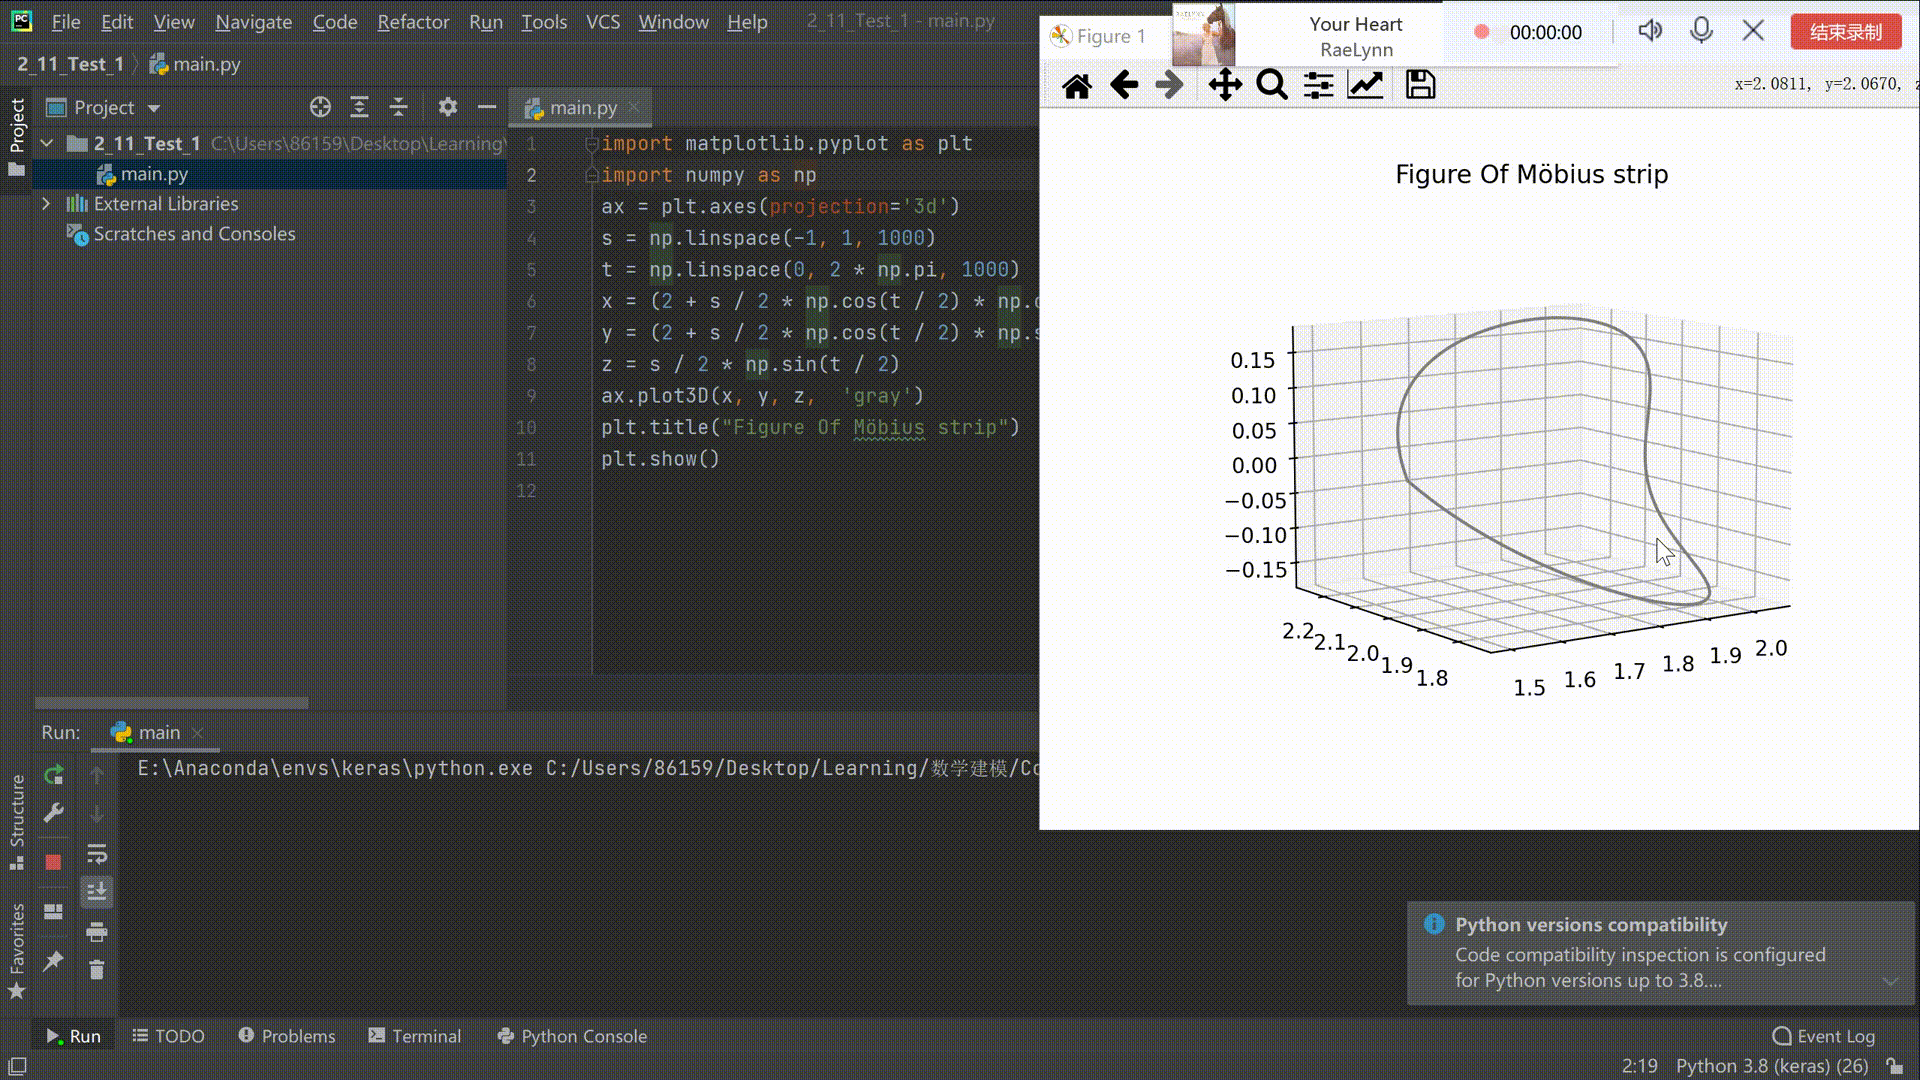 File Edit View Navigate Code Refactor Run Tools VCS Window Help 2_11_Test_1 - main.py
2_11_Test_1 main.py
Project
Project
2_11_Test_1 C:\Users\86159\Desktop\Learning\
main.py
External Libraries
Scratches and Consoles
main.py
1 import matplotlib.pyplot as plt
2 import numpy as np
3 ax = plt.axes(projection='3d')
4 s = np.linspace(-1, 1, 1000)
5 t = np.linspace(0, 2 * np.pi, 1000)
6 x = (2 + s / 2 * np.cos(t / 2) * np.
7 y = (2 + s / 2 * np.cos(t / 2) * np.s
8 z = s / 2 * np.sin(t / 2)
9 ax.plot3D(x, y, z, 'gray')
10 plt.title("Figure Of Möbius strip")
11 plt.show()
12
Figure 1
Your Heart
RaeLynn
00:00:00
结束录制
x=2.0811, y=2.0670,
Figure Of Möbius strip
0.15
0.10
0.05
0.00
−0.05
−0.10
−0.15
2.2 2.1 2.0 1.9 1.8
1.5 1.6 1.7 1.8 1.9 2.0
Run: main
E:\Anaconda\envs\keras\python.exe C:/Users/86159/Desktop/Learning/数学建模/Co
Structure
Favorites
Python versions compatibility
Code compatibility inspection is configured
for Python versions up to 3.8....
Run TODO Problems Terminal Python Console Event Log
2:19 Python 3.8 (keras) (26)